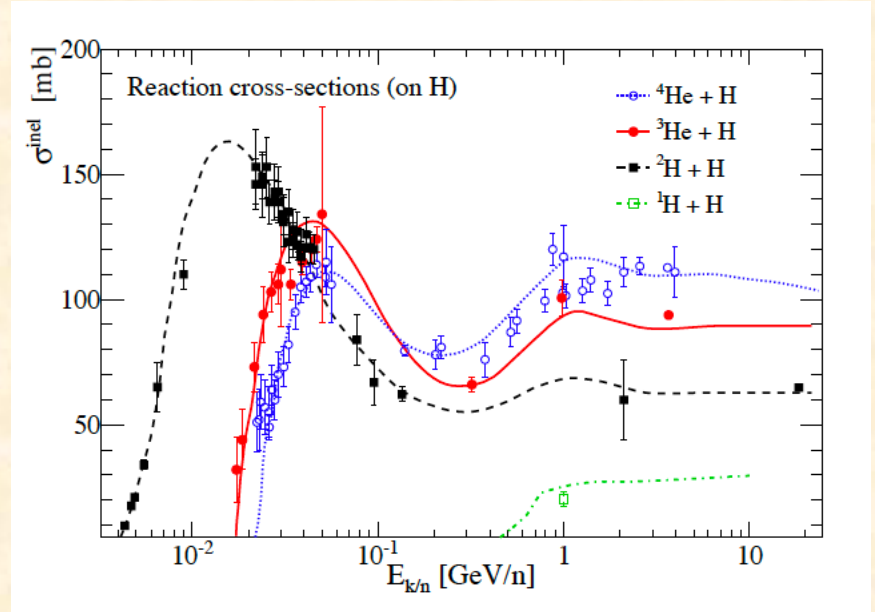 200
150
100
50
σ^inel [mb]
Reaction cross-sections (on H)
⁴He + H
³He + H
²H + H
¹H + H
10⁻² 10⁻¹ 1 10
E_k/n [GeV/n]